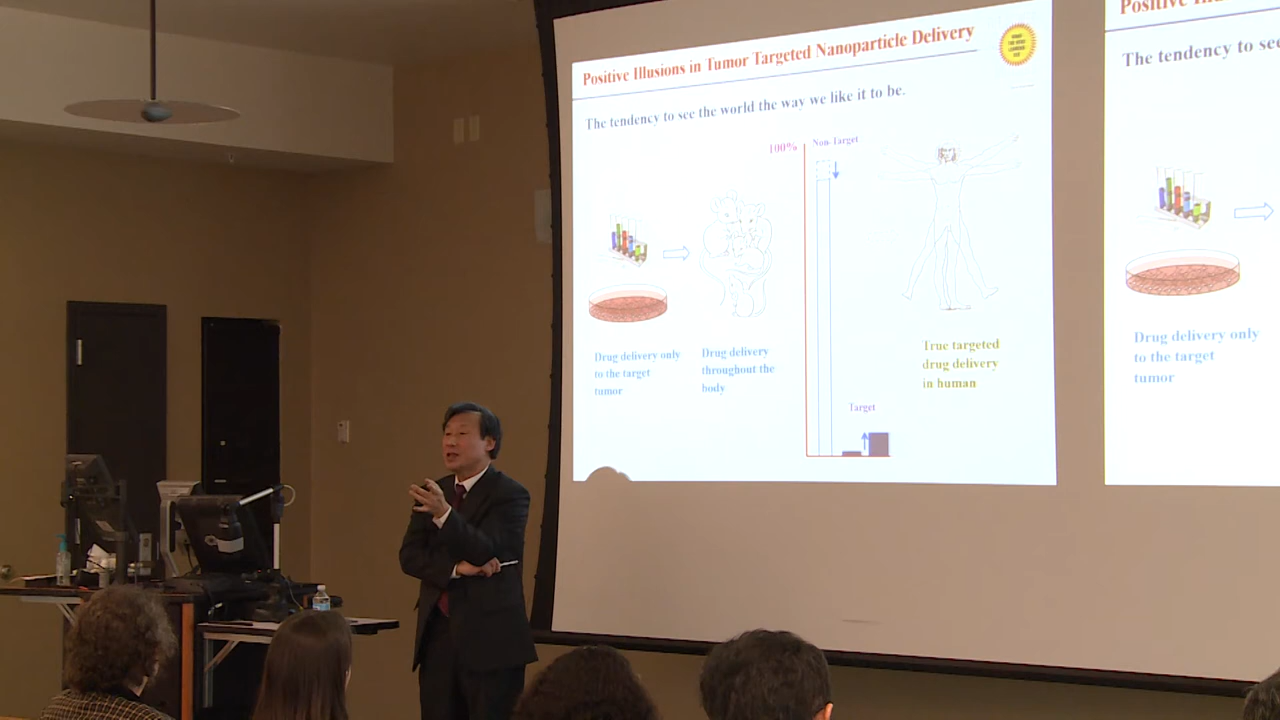 Positive Illusions in Tumor Targeted Nanoparticle Delivery
The tendency to see the world the way we like it to be.
100%
Non-Target
Drug delivery only
to the target
tumor
Drug delivery
throughout the
body
Target
True targeted
drug delivery
in human
Positive
The tendency to see
Drug delivery only
to the target
tumor